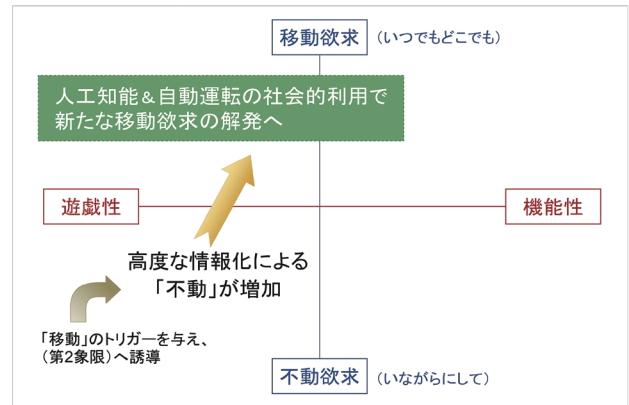 移動欲求 (いつでもどこでも)
人工知能&自動運転の社会的利用で
新たな移動欲求の解発へ
遊戯性
機能性
高度な情報化による
「不動」が増加
「移動」のトリガーを与え、
(第2象限)へ誘導
不動欲求 (いながらにして)